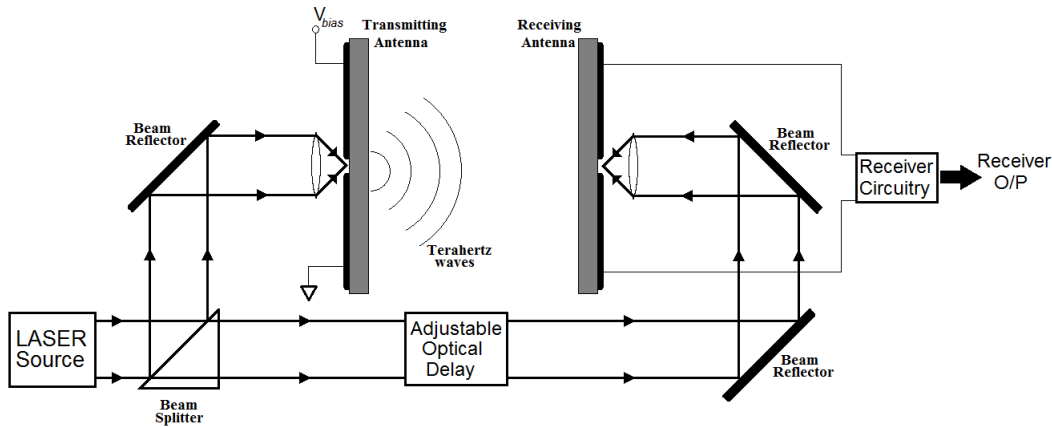 Vbias
Transmitting
Antenna
Receiving
Antenna
Beam
Reflector
Beam
Reflector
Receiver
Circuitry
Receiver
O/P
Terahertz
waves
LASER
Source
Adjustable
Optical
Delay
Beam
Splitter
Beam
Reflector